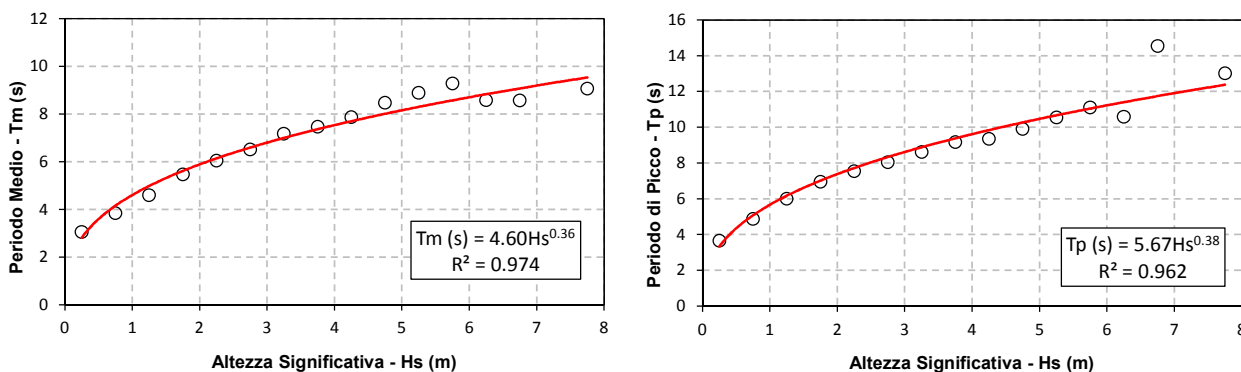 12
10
8
6
4
2
0
0 1 2 3 4 5 6 7 8
Periodo Medio - Tm (s)
Altezza Significativa - Hs (m)
Tm (s) = 4.60Hs^0.36
R² = 0.974
16
14
12
10
8
6
4
2
0
0 1 2 3 4 5 6 7 8
Periodo di Picco - Tp (s)
Altezza Significativa - Hs (m)
Tp (s) = 5.67Hs^0.38
R² = 0.962